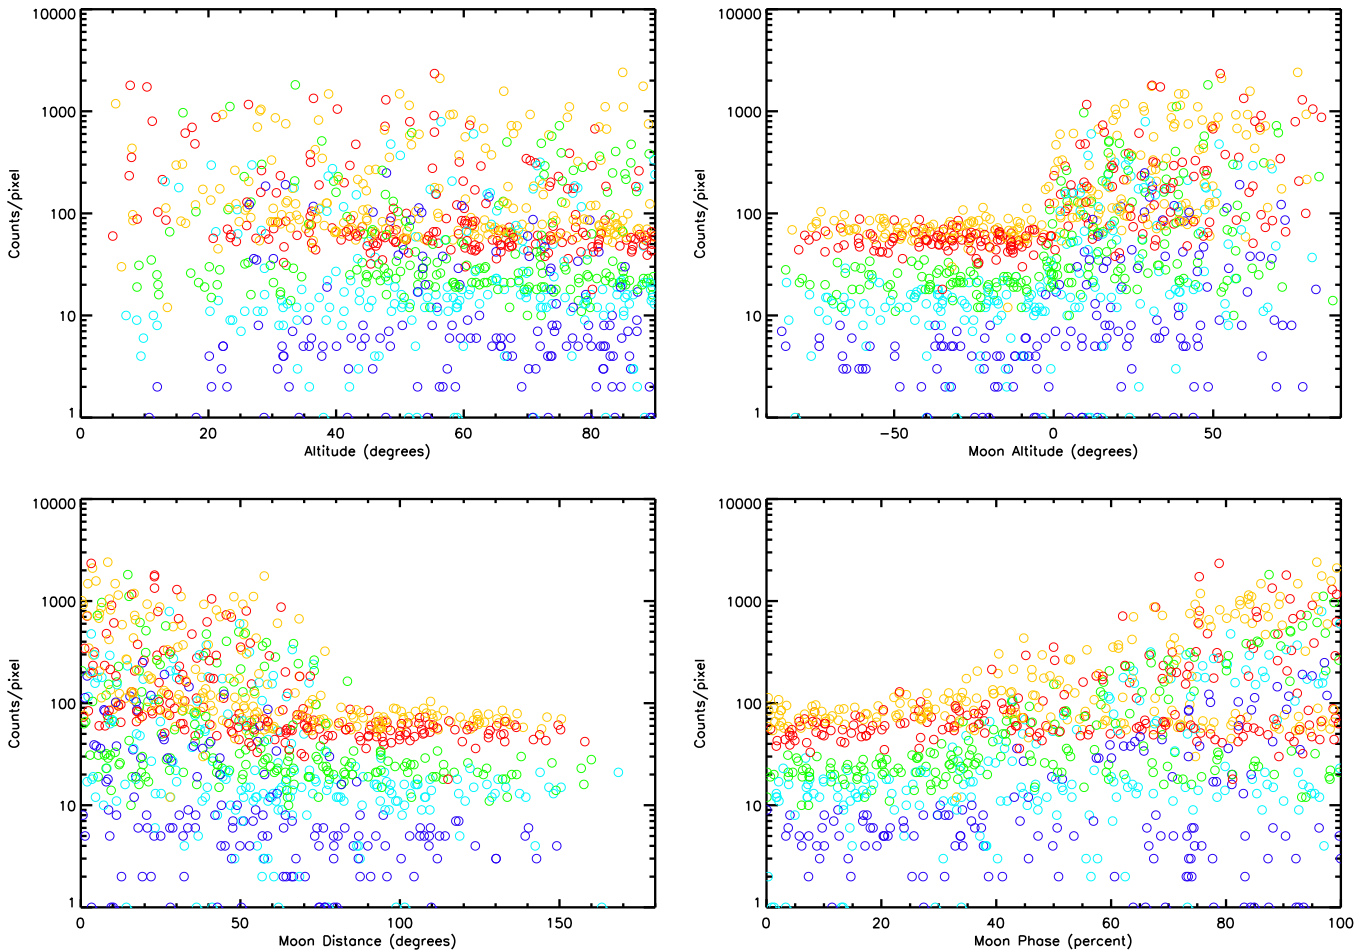 10000
1000
100
10
1
Counts/pixel
0 20 40 60 80
Altitude (degrees)
10000
1000
100
10
1
Counts/pixel
-50 0 50
Moon Altitude (degrees)
10000
1000
100
10
1
Counts/pixel
0 50 100 150
Moon Distance (degrees)
10000
1000
100
10
1
Counts/pixel
0 20 40 60 80 100
Moon Phase (percent)